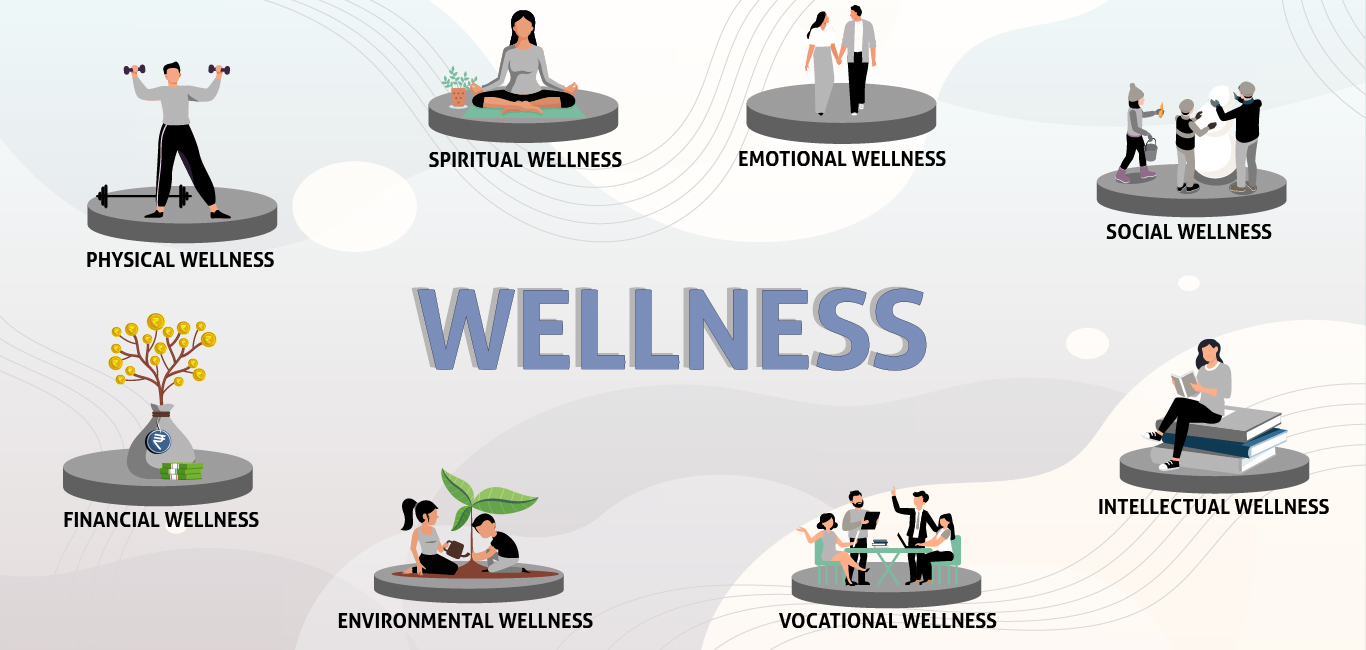 SPIRITUAL WELLNESS
EMOTIONAL WELLNESS
SOCIAL WELLNESS
PHYSICAL WELLNESS
WELLNESS
₹
FINANCIAL WELLNESS
INTELLECTUAL WELLNESS
ENVIRONMENTAL WELLNESS
VOCATIONAL WELLNESS